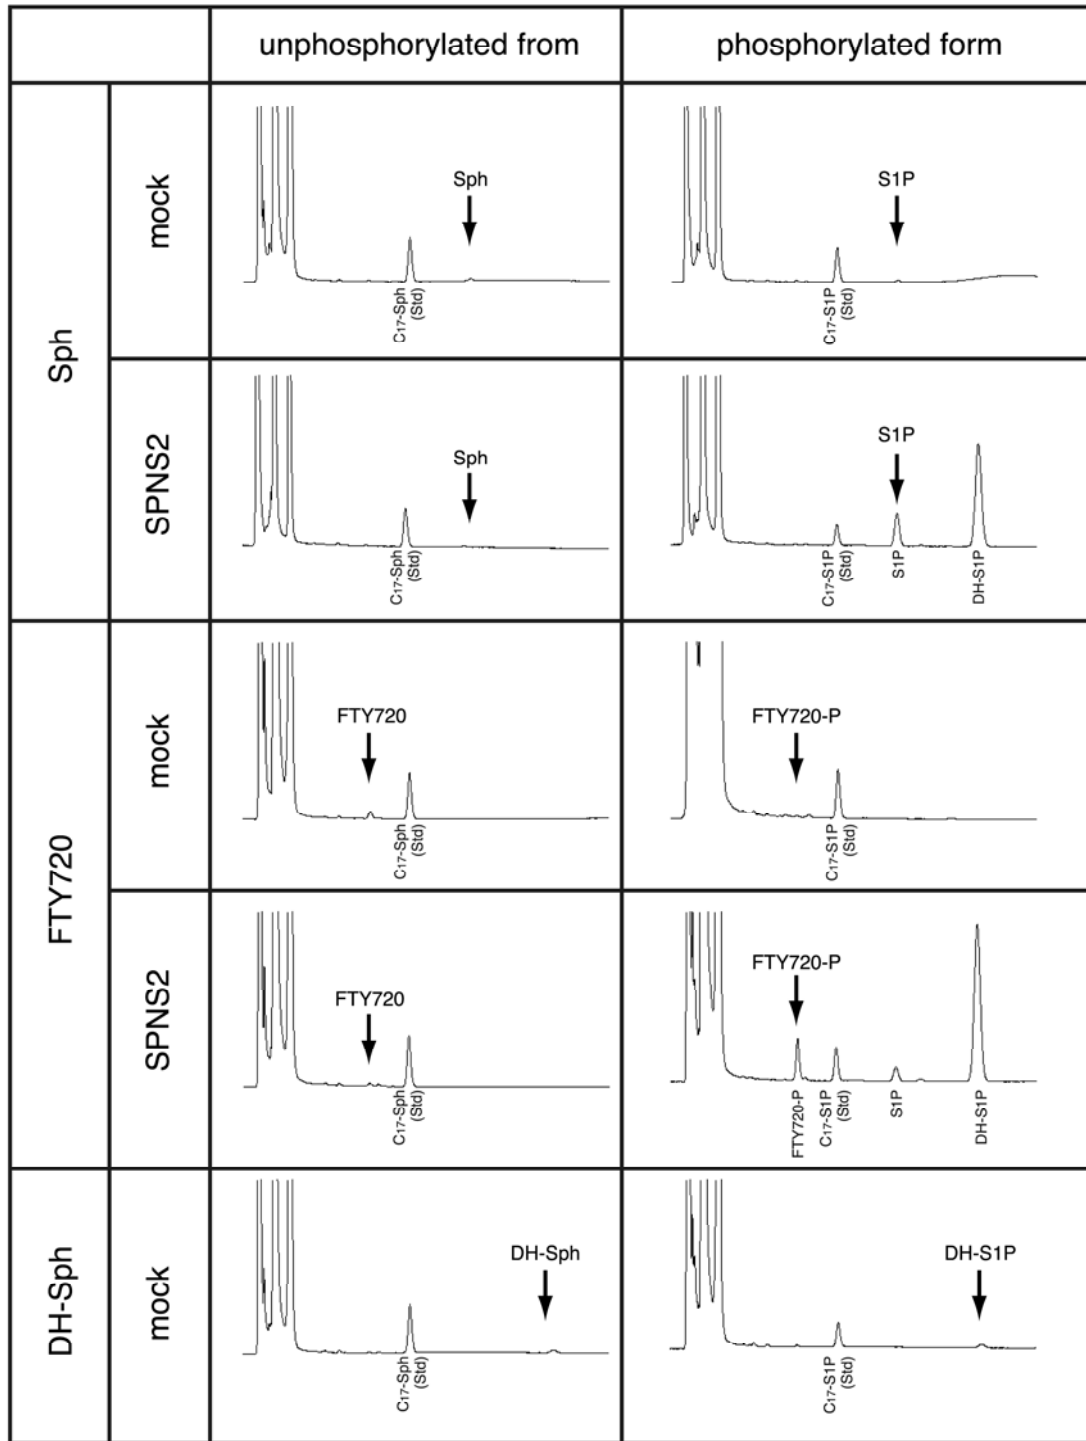 unphosphorylated from
phosphorylated form
Sph
mock
Sph
C17-Sph
(Std)
S1P
C17-S1P
(Std)
SPNS2
Sph
C17-Sph
(Std)
S1P
C17-S1P
(Std)
S1P
DH-S1P
FTY720
mock
FTY720
C17-Sph
(Std)
FTY720-P
C17-S1P
(Std)
SPNS2
FTY720
C17-Sph
(Std)
FTY720-P
FTY720-P
C17-S1P
(Std)
S1P
DH-S1P
DH-Sph
mock
DH-Sph
C17-Sph
(Std)
DH-S1P
C17-S1P
(Std)